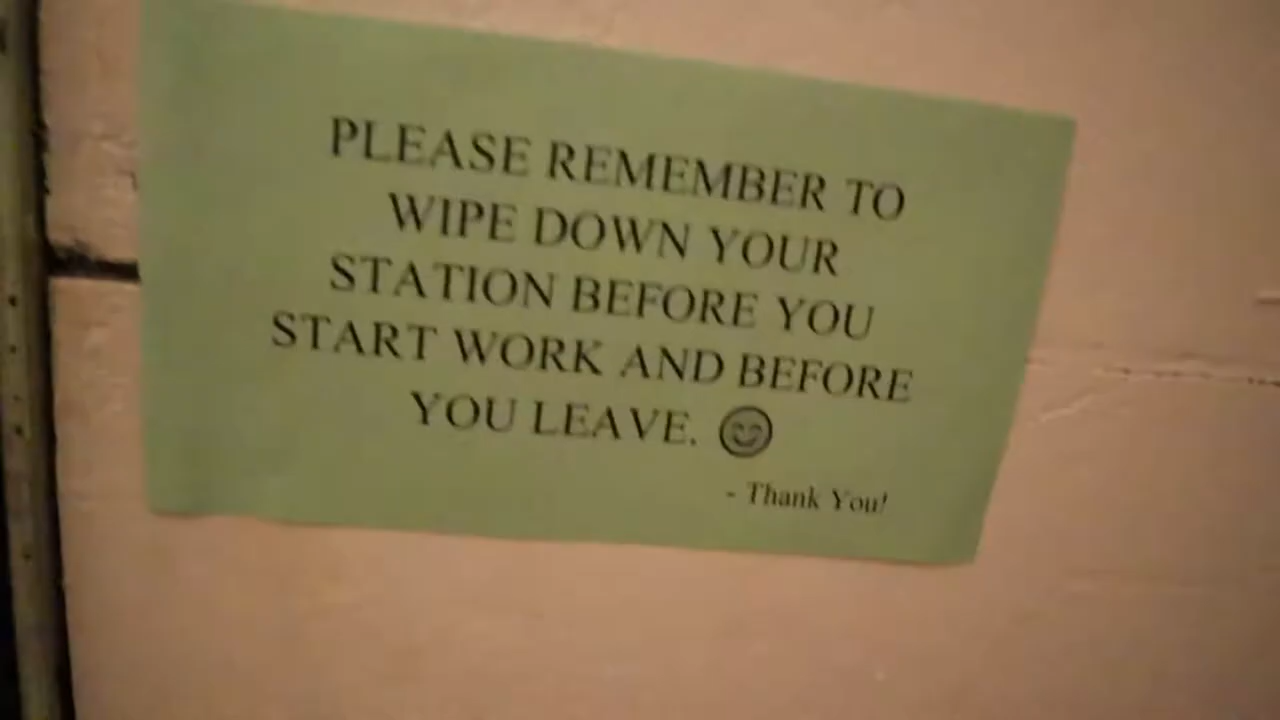 PLEASE REMEMBER TO
WIPE DOWN YOUR
STATION BEFORE YOU
START WORK AND BEFORE
YOU LEAVE. 😊
- Thank You!